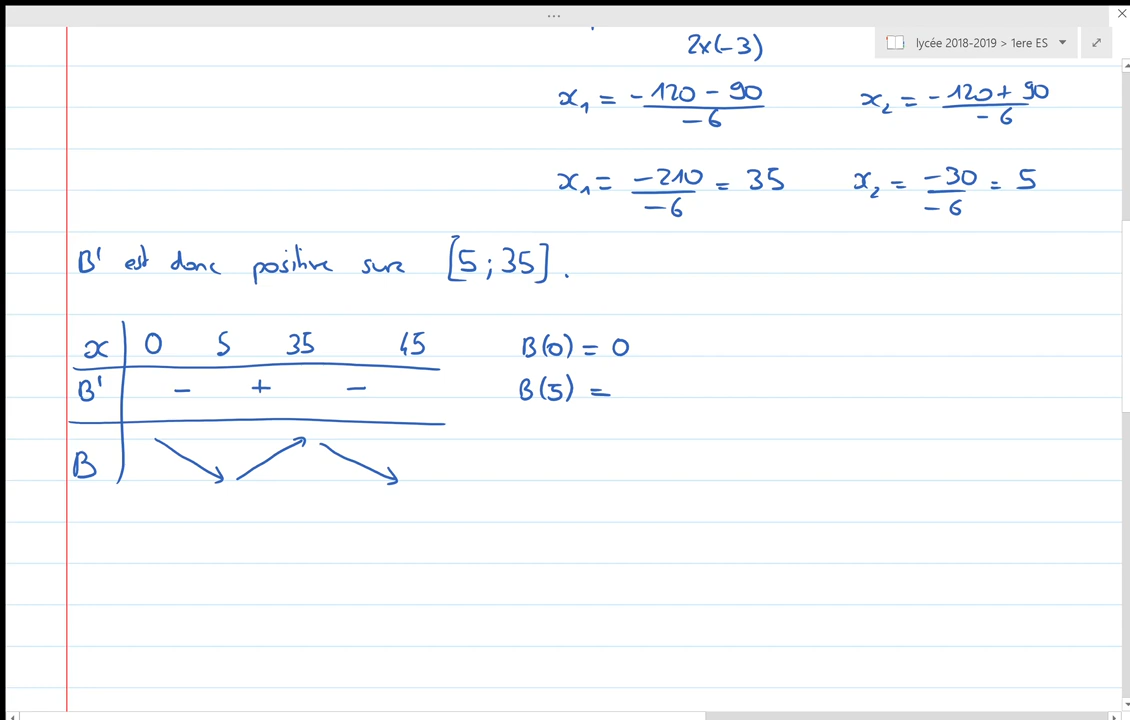 ...
lycée 2018-2019 > 1ere ES
2x(-3)
x₁ = -120 - 90 / -6 x₂ = -120 + 90 / -6
x₁ = -210 / -6 = 35 x₂ = -30 / -6 = 5
B' est donc positive sur [5 ; 35].
x 0 5 35 45 B(0) = 0
B' - + - B(5) =
B